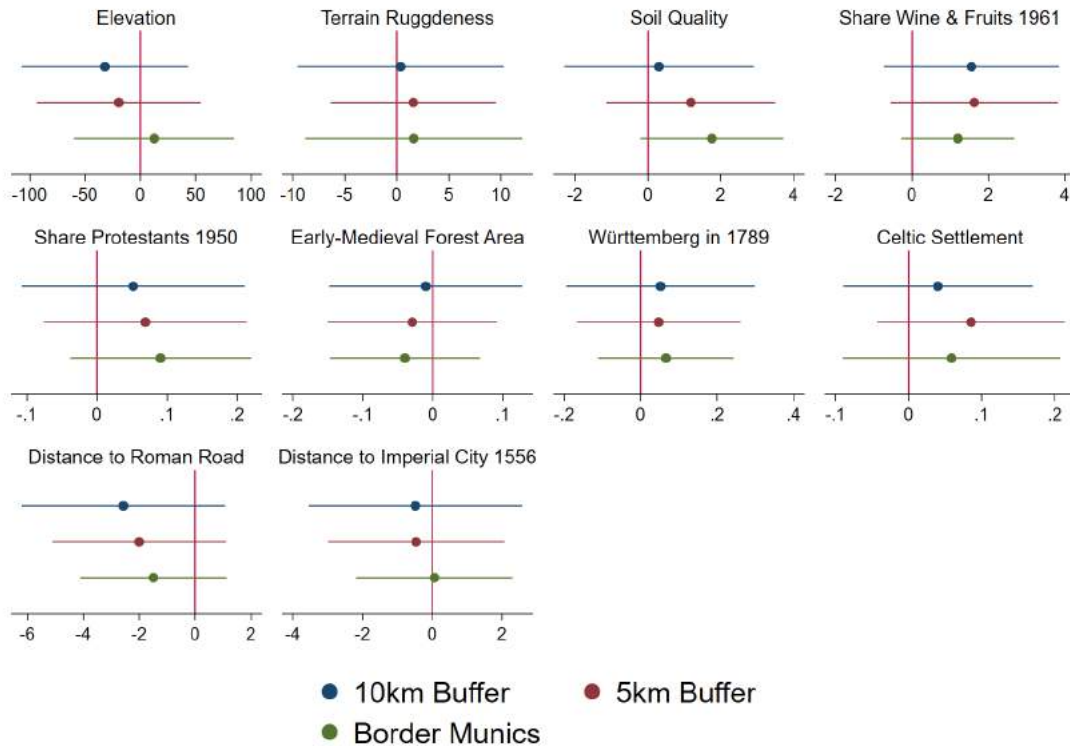 Elevation
Terrain Ruggdeness
Soil Quality
Share Wine & Fruits 1961
-100 -50 0 50 100
-10 -5 0 5 10
-2 0 2 4
-2 0 2 4
Share Protestants 1950
Early-Medieval Forest Area
Württemberg in 1789
Celtic Settlement
-.1 0 .1 .2
-.2 -.1 0 .1
-.2 0 .2 .4
-.1 0 .1 .2
Distance to Roman Road
Distance to Imperial City 1556
-6 -4 -2 0 2
-4 -2 0 2
10km Buffer
5km Buffer
Border Munics